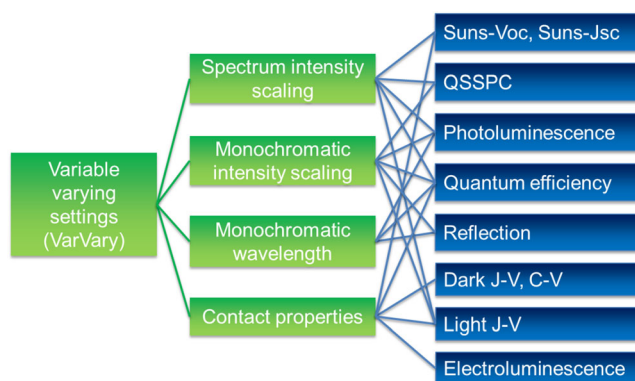 Variable
varying
settings
(VarVary)
Spectrum intensity
scaling
Monochromatic
intensity scaling
Monochromatic
wavelength
Contact properties
Suns-Voc, Suns-Jsc
QSSPC
Photoluminescence
Quantum efficiency
Reflection
Dark J-V, C-V
Light J-V
Electroluminescence